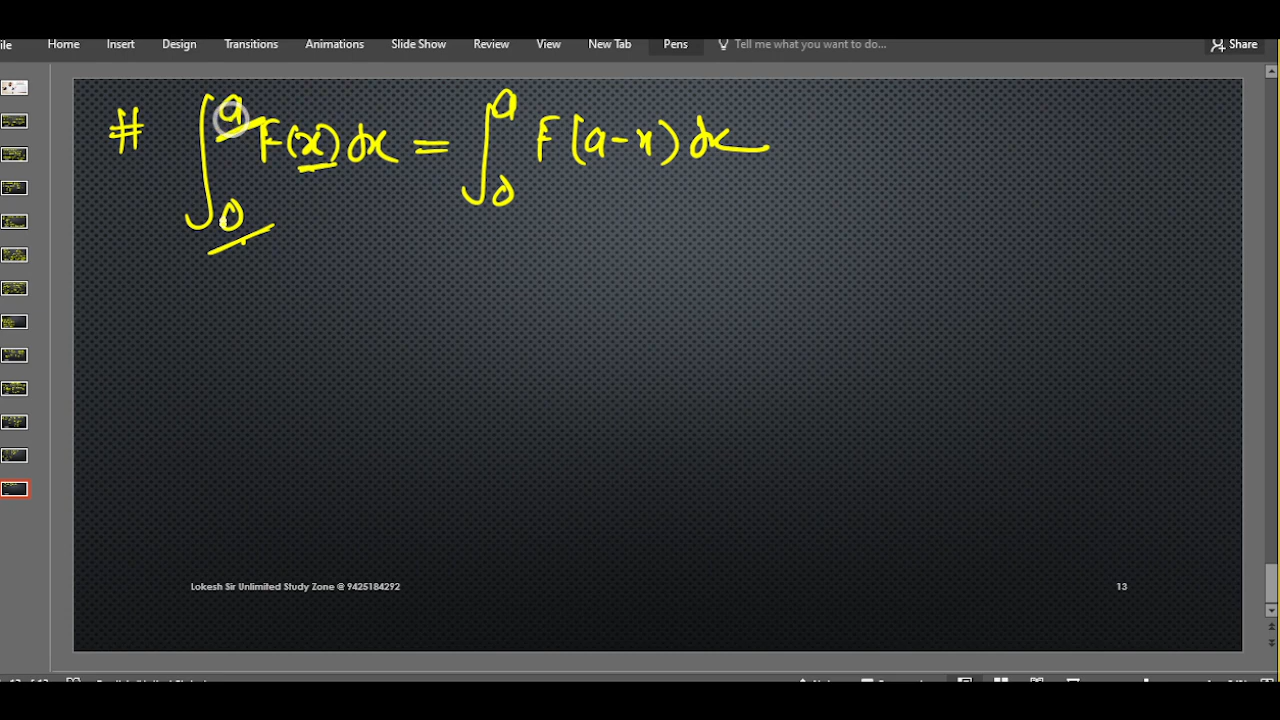 File Home Insert Design Transitions Animations Slide Show Review View New Tab Pens Tell me what you want to do... Share
# ∫₀ᵃ F(x) dx = ∫₀ᵃ F(a-x) dx
Lokesh Sir Unlimited Study Zone @ 9425184292 13